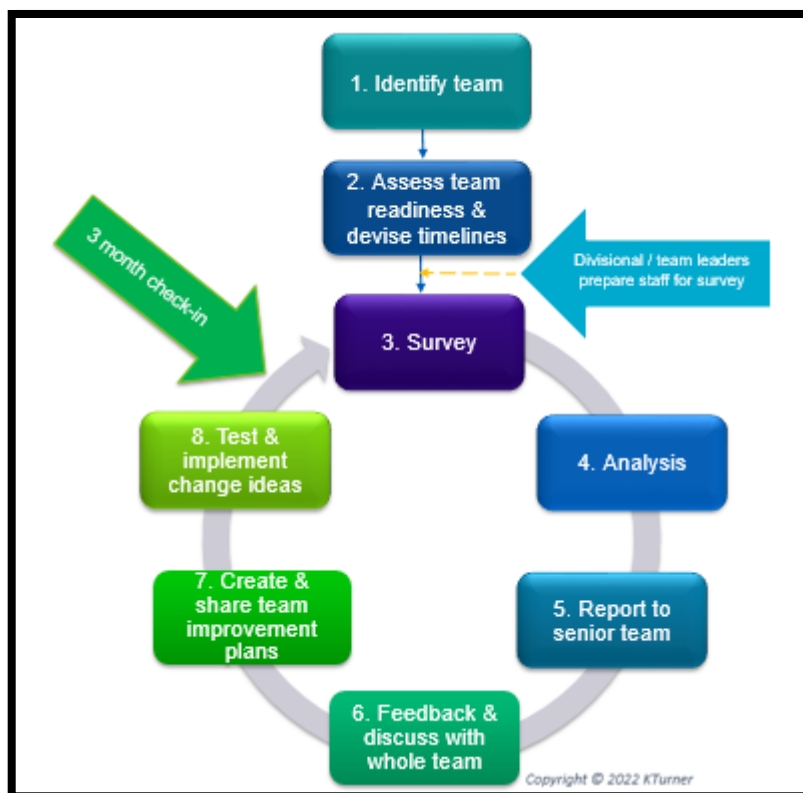 1. Identify team
2. Assess team
readiness &
devise timelines
Divisional / team leaders
prepare staff for survey
3 month check-in
3. Survey
8. Test &
implement
change ideas
4. Analysis
7. Create &
share team
improvement
plans
5. Report to
senior team
6. Feedback &
discuss with
whole team
Copyright © 2022 KTurner